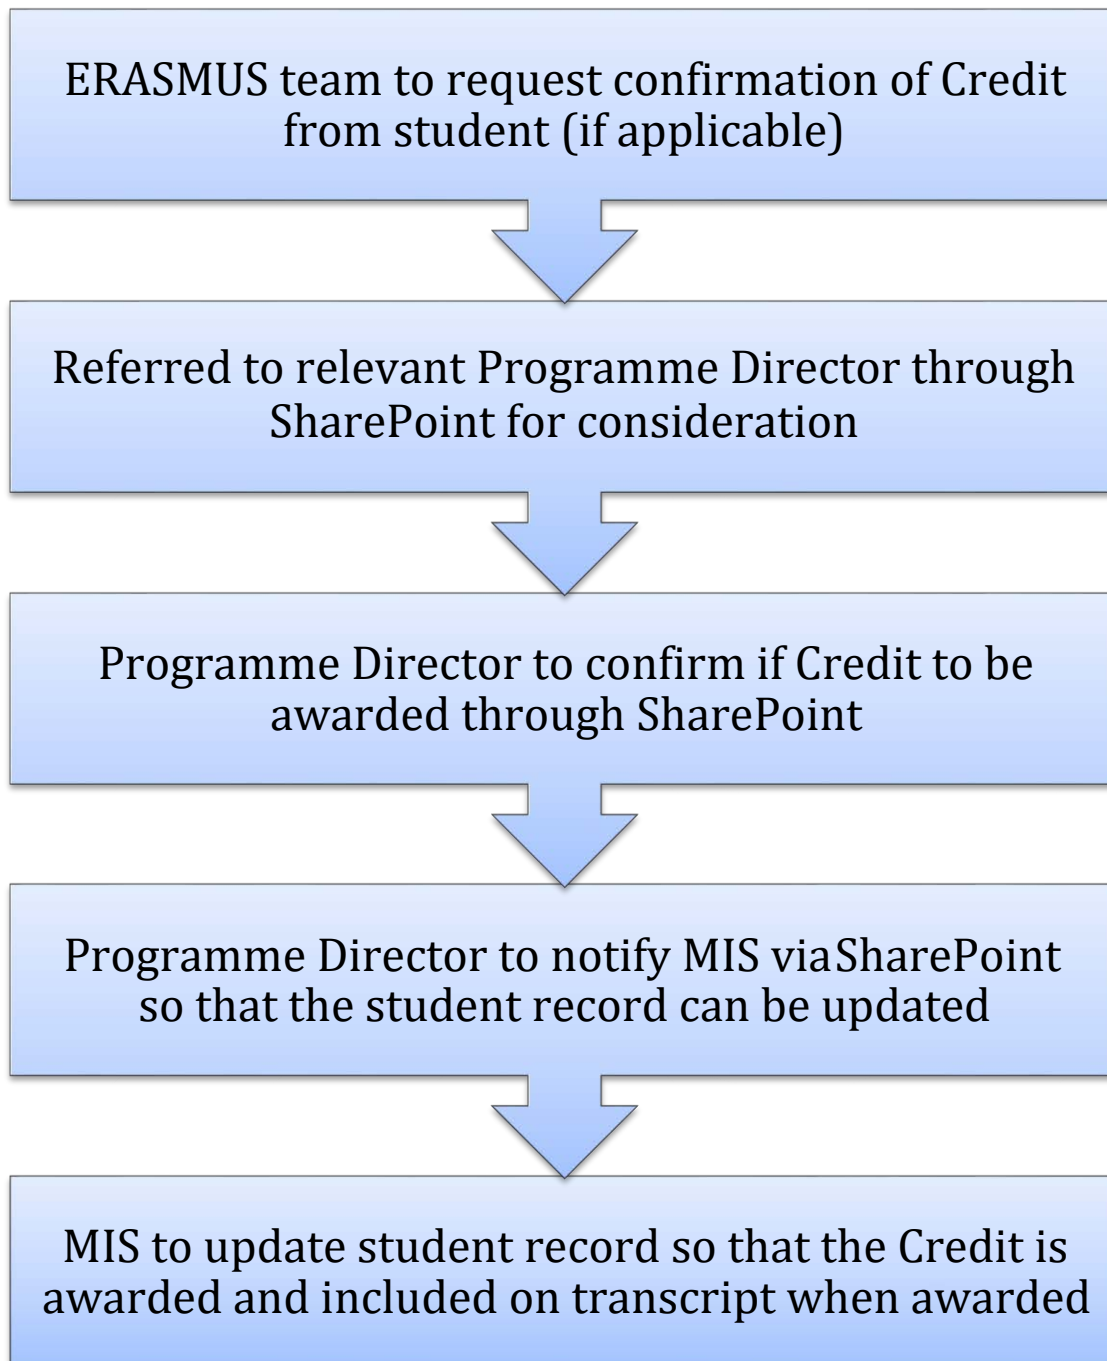 ERASMUS team to request confirmation of Credit
from student (if applicable)
Referred to relevant Programme Director through
SharePoint for consideration
Programme Director to confirm if Credit to be
awarded through SharePoint
Programme Director to notify MIS viaSharePoint
so that the student record can be updated
MIS to update student record so that the Credit is
awarded and included on transcript when awarded